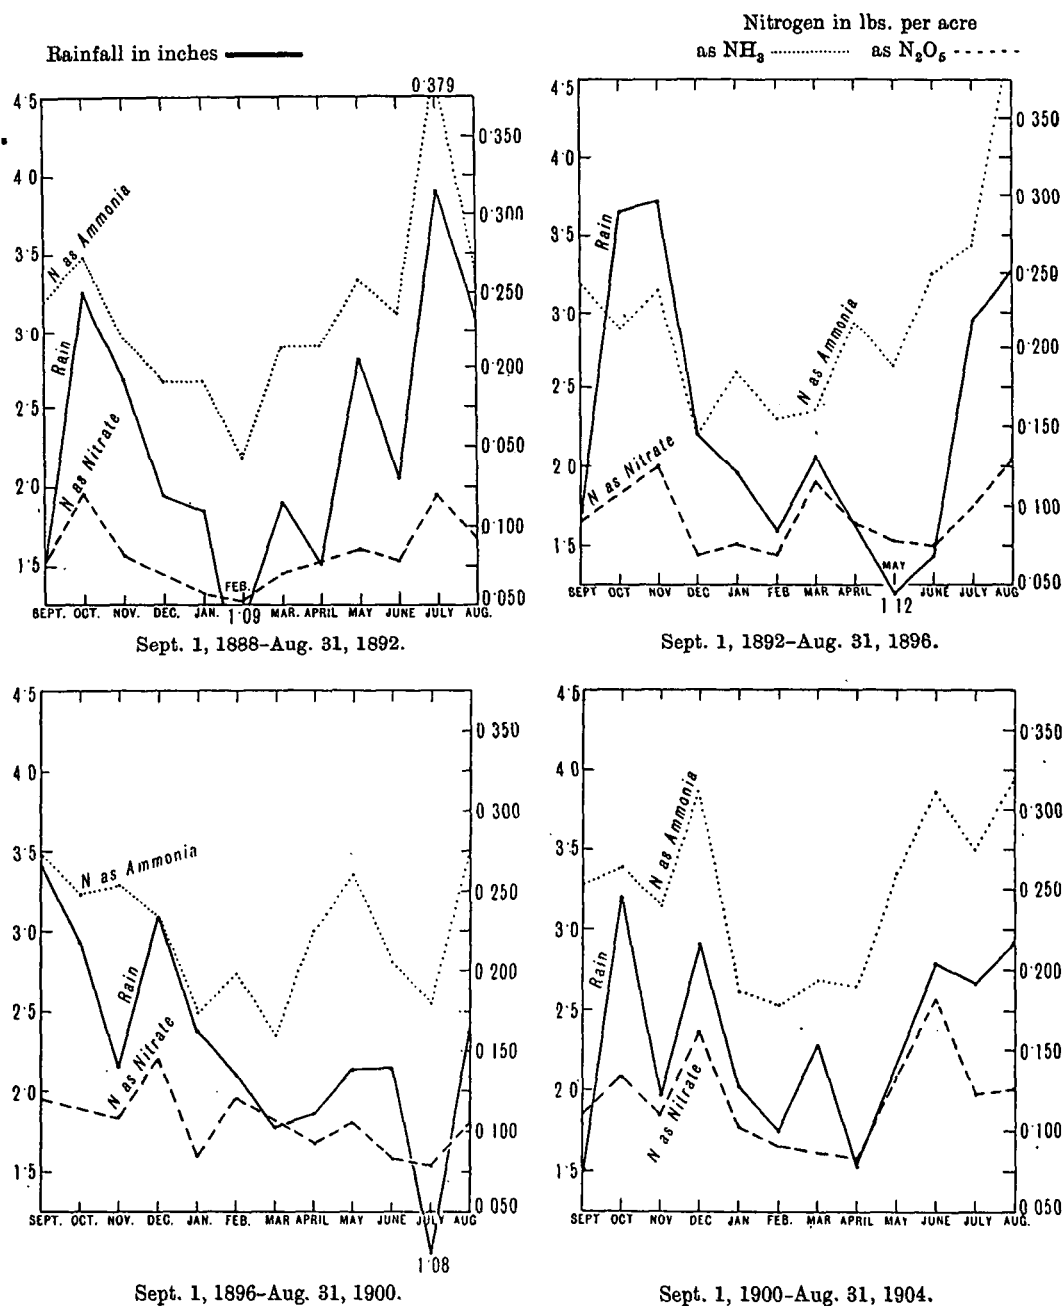 Nitrogen in lbs. per acre
Rainfall in inches
as NH₃ as N₂O₅
0·379
4·5
4 0
3·5
3·0
2·5
2·0
1·5
N as Ammonia
Rain
N as Nitrate
0·350
0·300
0·250
0·200
0·050
0·100
0·050
FEB.
SEPT. OCT. NOV. DEC. JAN. MAR. APRIL MAY JUNE JULY AUG.
1·09
Sept. 1, 1888–Aug. 31, 1892.
4·5
4·0
3·5
3·0
2·5
2 0
1·5
Rain
N as Ammonia
N as Nitrate
0 350
0 300
0·250
0·200
0·150
0·100
0·050
MAY
SEPT OCT. NOV. DEC JAN FEB MAR APRIL JUNE JULY AUG
1 12
Sept. 1, 1892–Aug. 31, 1896.
4·5
4 0
3·5
3·0
2·5
2·0
1·5
N as Ammonia
Rain
N as Nitrate
0 350
0 300
0 250
0·200
0·150
0 100
0 050
SEPT. OCT. NOV. DEC. JAN. FEB. MAR APRIL MAY JUNE JULY AUG
1·08
Sept. 1, 1896–Aug. 31, 1900.
4·5
4·0
3·5
3·0
2·5
2·0
1·5
N as Ammonia
Rain
N as Nitrate
0·350
0·300
0 250
0·200
0·150
0·100
0 050
SEPT OCT NOV DEC JAN FEB. MAR APRIL MAY JUNE JULY AUG.
Sept. 1, 1900–Aug. 31, 1904.